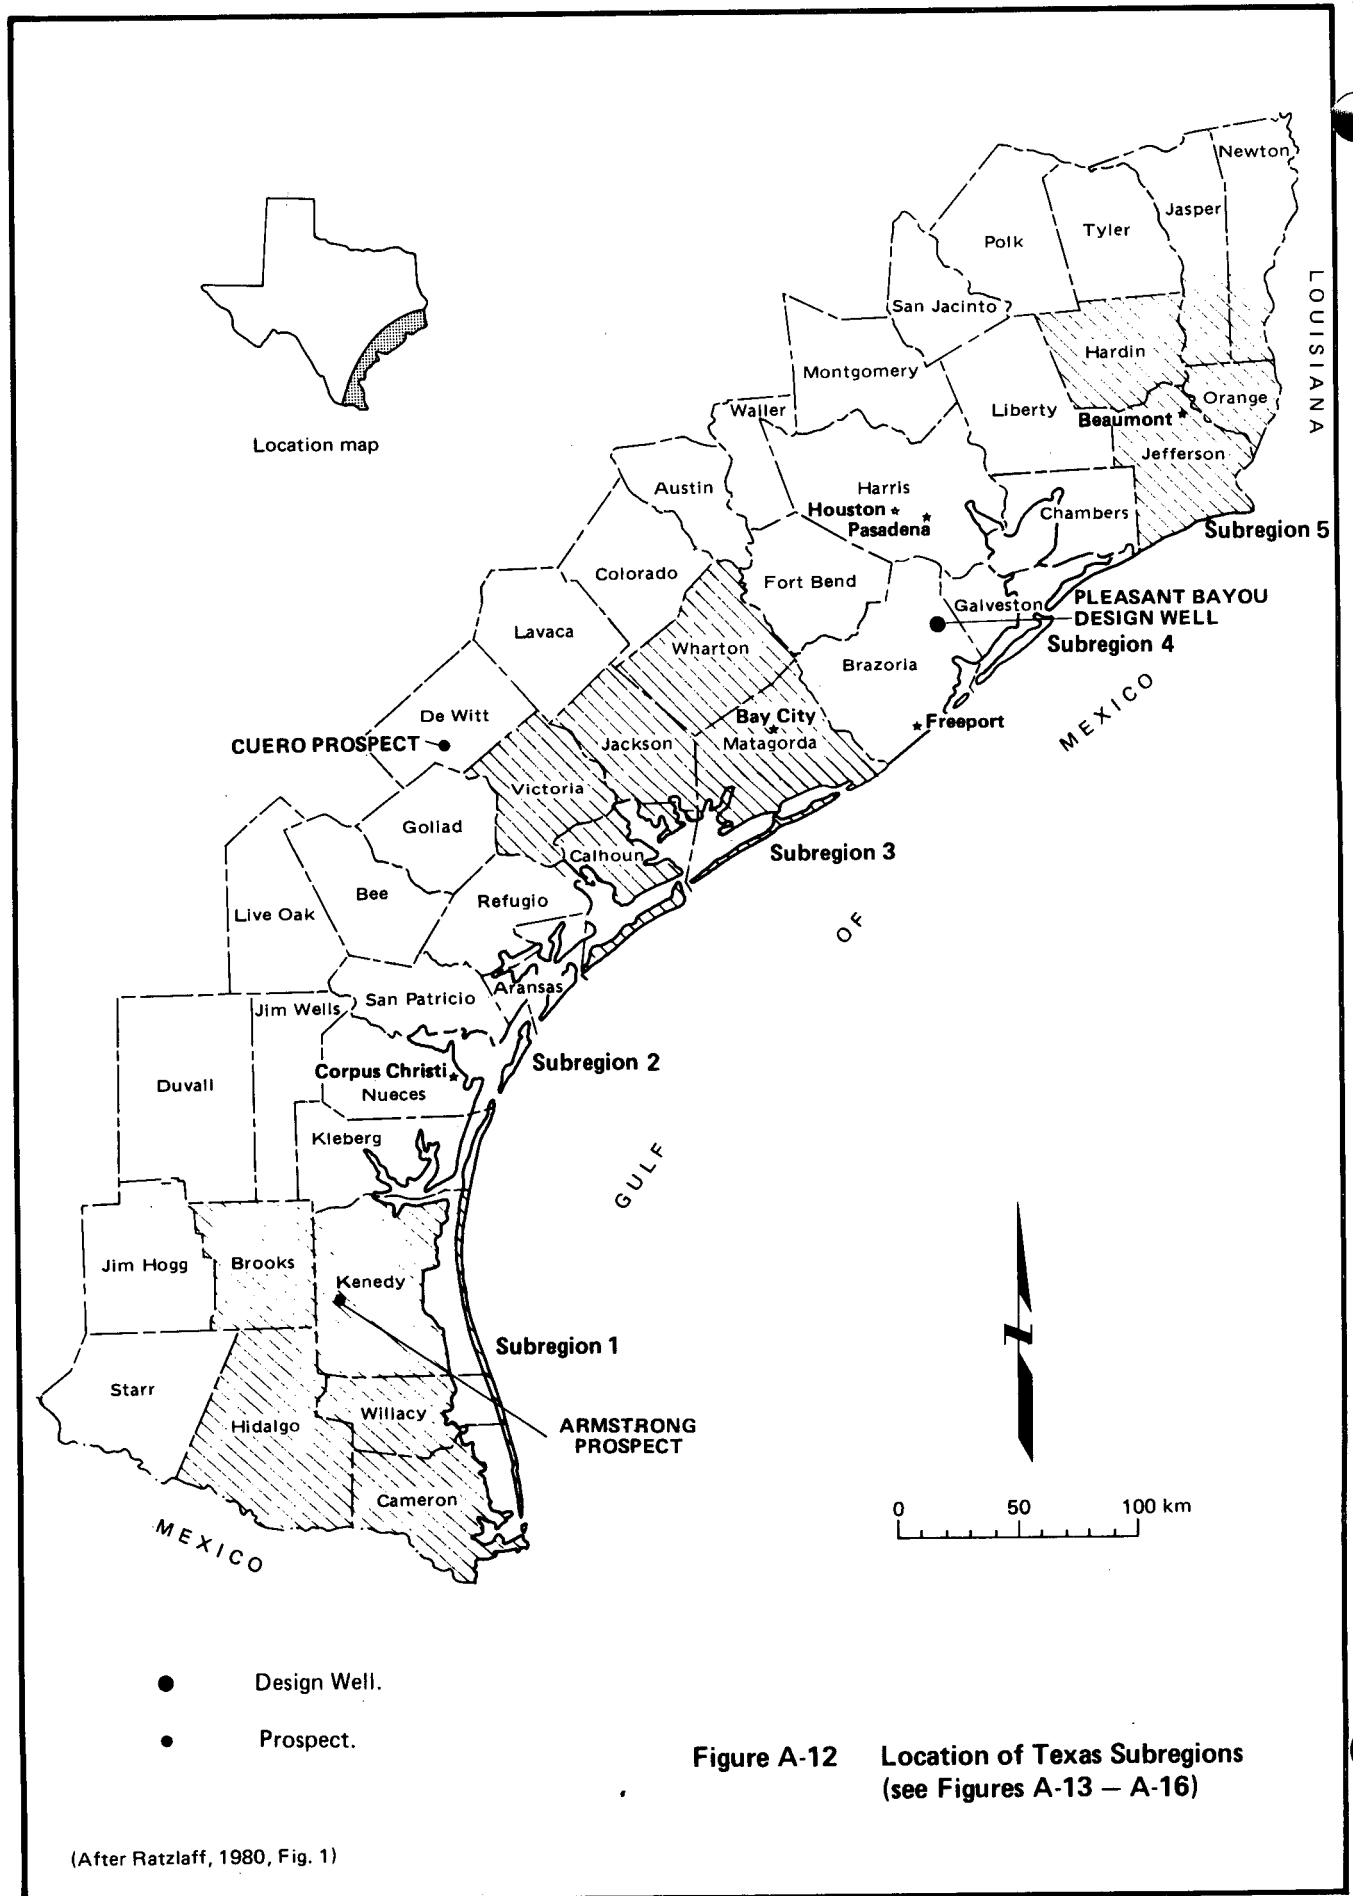 Newton
Jasper
Tyler
Polk
LOUISIANA
San Jacinto
Hardin
Montgomery
Orange
Waller
Liberty
Beaumont
Location map
Jefferson
Austin
Harris
Houston
Chambers
Pasadena
Subregion 5
Colorado
Fort Bend
Galveston
PLEASANT BAYOU
DESIGN WELL
Lavaca
Wharton
Subregion 4
Brazoria
MEXICO
De Witt
Bay City
Freeport
CUERO PROSPECT
Jackson
Matagorda
Victoria
Goliad
Calhoun
Subregion 3
Bee
Refugio
Live Oak
OF
Aransas
San Patricio
Jim Wells
Subregion 2
Corpus Christi
Duvall
Nueces
Kleberg
GULF
Jim Hogg
Brooks
Kenedy
Subregion 1
Starr
Willacy
Hidalgo
ARMSTRONG
PROSPECT
Cameron
N
0 50 100 km
MEXICO
Design Well.
Prospect.
Figure A-12 Location of Texas Subregions
(see Figures A-13 — A-16)
(After Ratzlaff, 1980, Fig. 1)